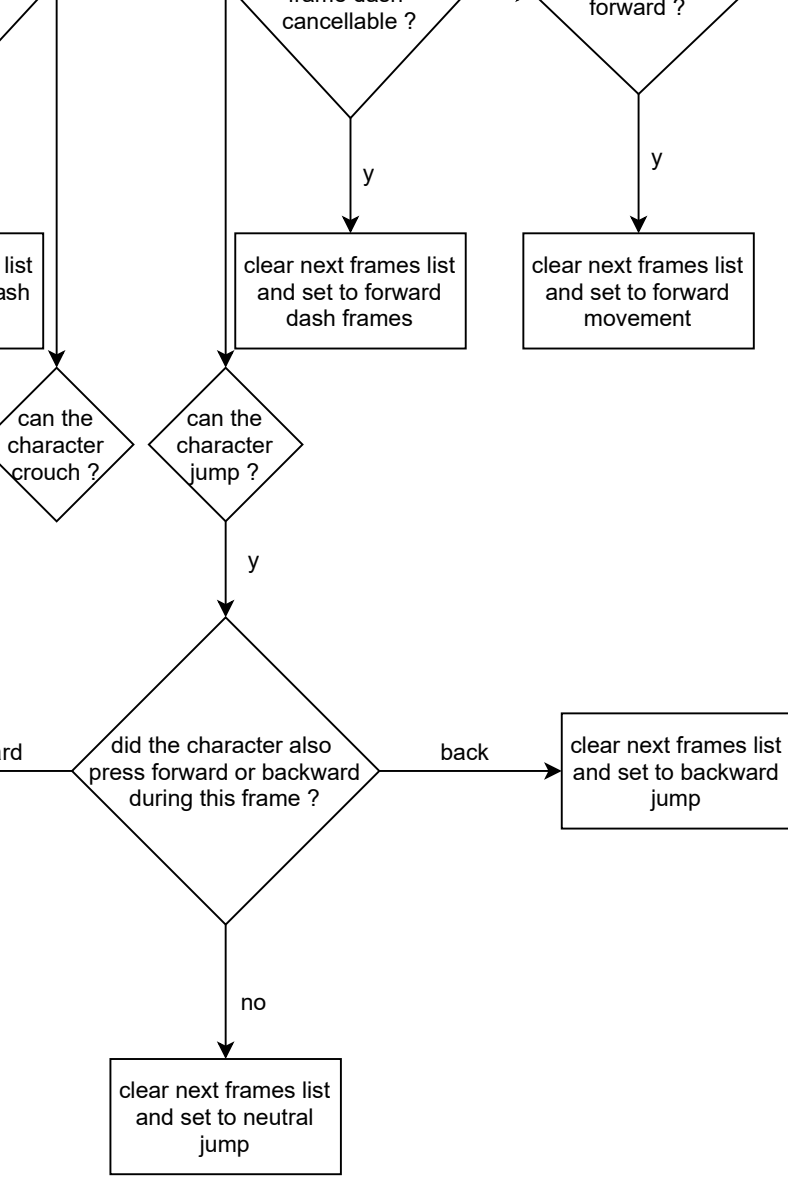 cancellable ?
forward ?
y
y
list
clear next frames list
and set to forward
dash frames
clear next frames list
and set to forward
movement
can the
character
crouch ?
can the
character
jump ?
y
did the character also
press forward or backward
during this frame ?
back
clear next frames list
and set to backward
jump
no
clear next frames list
and set to neutral
jump